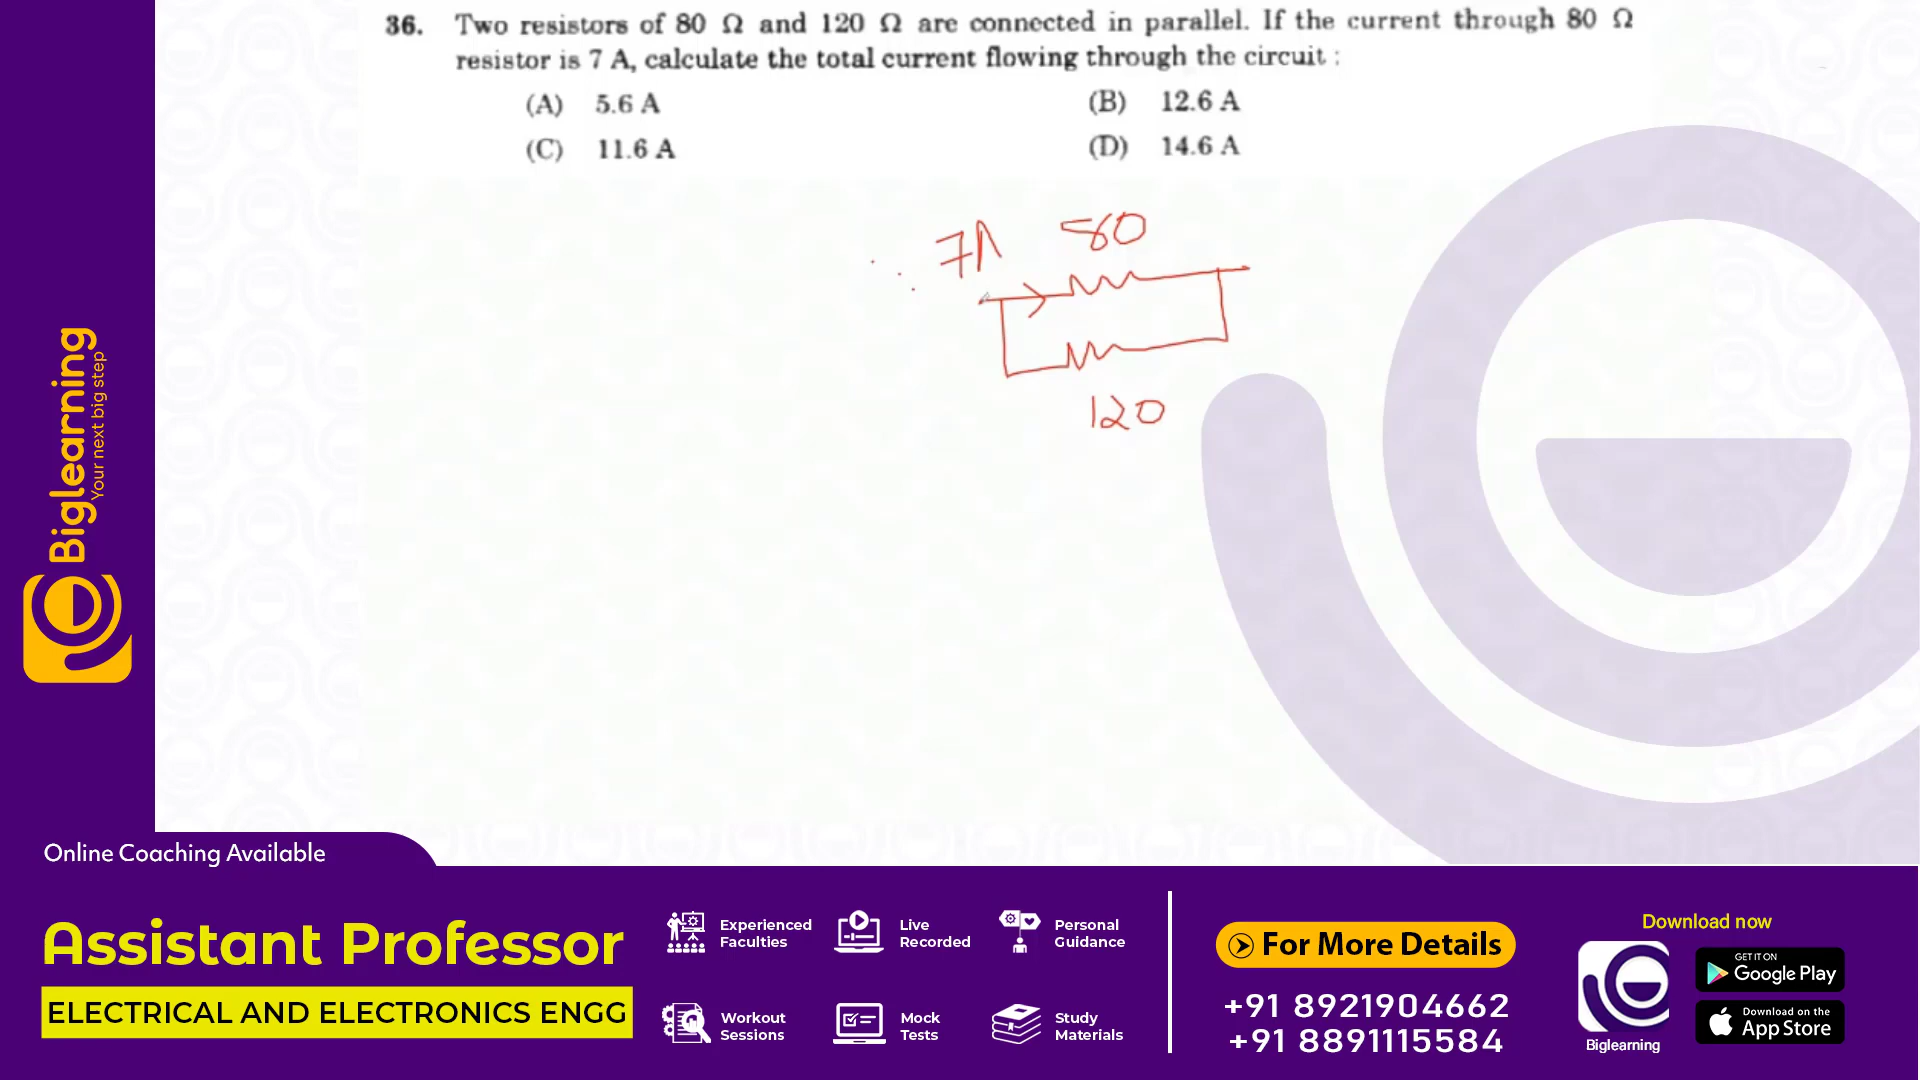 36. Two resistors of 80 Ω and 120 Ω are connected in parallel. If the current through 80 Ω
resistor is 7 A, calculate the total current flowing through the circuit :
(A) 5.6 A (B) 12.6 A
(C) 11.6 A (D) 14.6 A
7A 80
120
Biglearning
Your next big step
Online Coaching Available
Assistant Professor
ELECTRICAL AND ELECTRONICS ENGG
Experienced
Faculties
Live
Recorded
Personal
Guidance
Workout
Sessions
Mock
Tests
Study
Materials
For More Details
+91 8921904662
+91 8891115584
Download now
Biglearning
GET IT ON
Google Play
Download on the
App Store